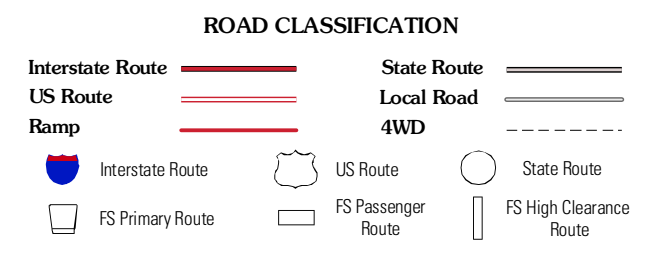 ROAD CLASSIFICATION
Interstate Route
State Route
US Route
Local Road
Ramp
4WD
Interstate Route
US Route
State Route
FS Primary Route
FS Passenger
Route
FS High Clearance
Route